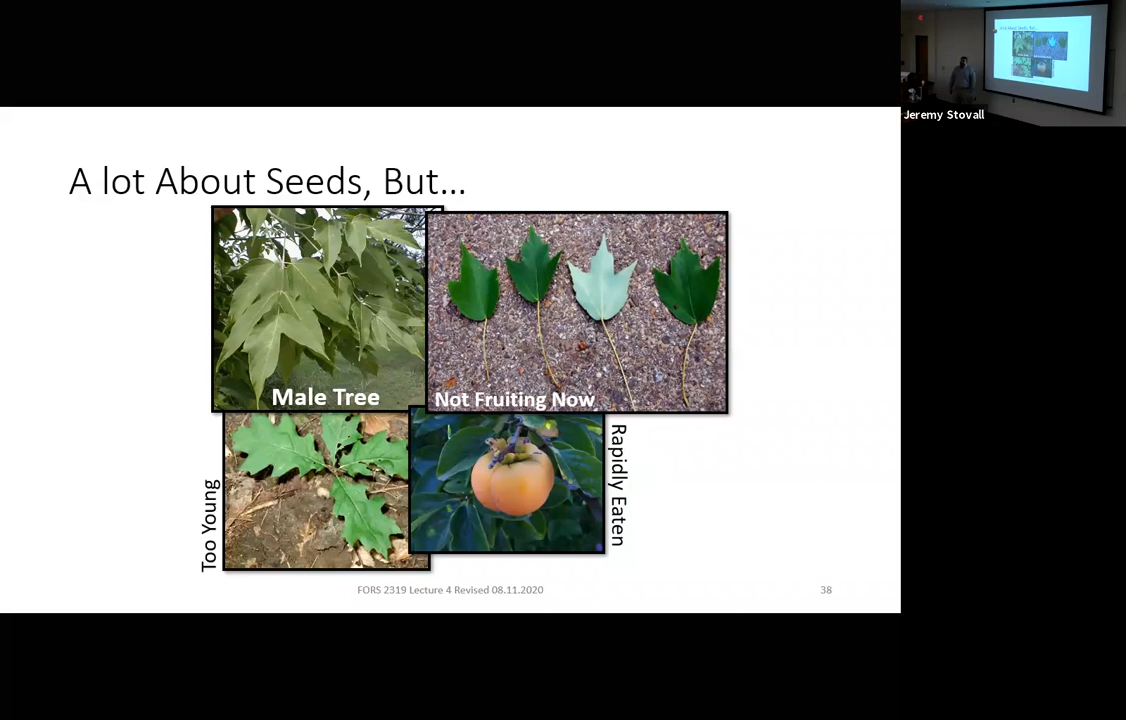 A lot About Seeds, But...
Male Tree
Not Fruiting Now
Too Young
Rapidly Eaten
FORS 2319 Lecture 4 Revised 08.11.2020
38
Jeremy Stovall